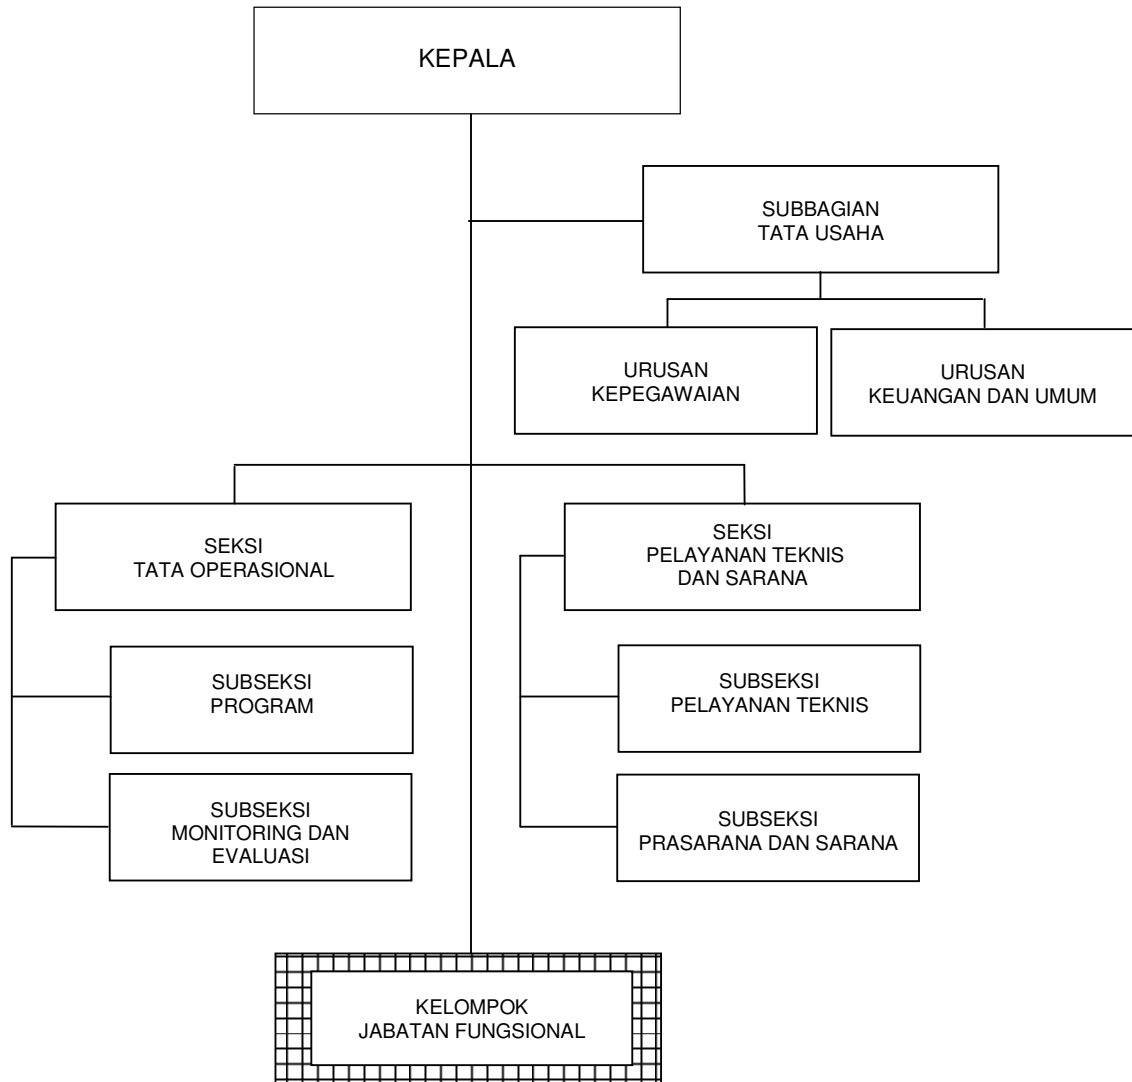 KEPALA
SUBBAGIAN
TATA USAHA
URUSAN
KEPEGAWAIAN
URUSAN
KEUANGAN DAN UMUM
SEKSI
TATA OPERASIONAL
SEKSI
PELAYANAN TEKNIS
DAN SARANA
SUBSEKSI
PROGRAM
SUBSEKSI
PELAYANAN TEKNIS
SUBSEKSI
MONITORING DAN
EVALUASI
SUBSEKSI
PRASARANA DAN SARANA
KELOMPOK
JABATAN FUNGSIONAL